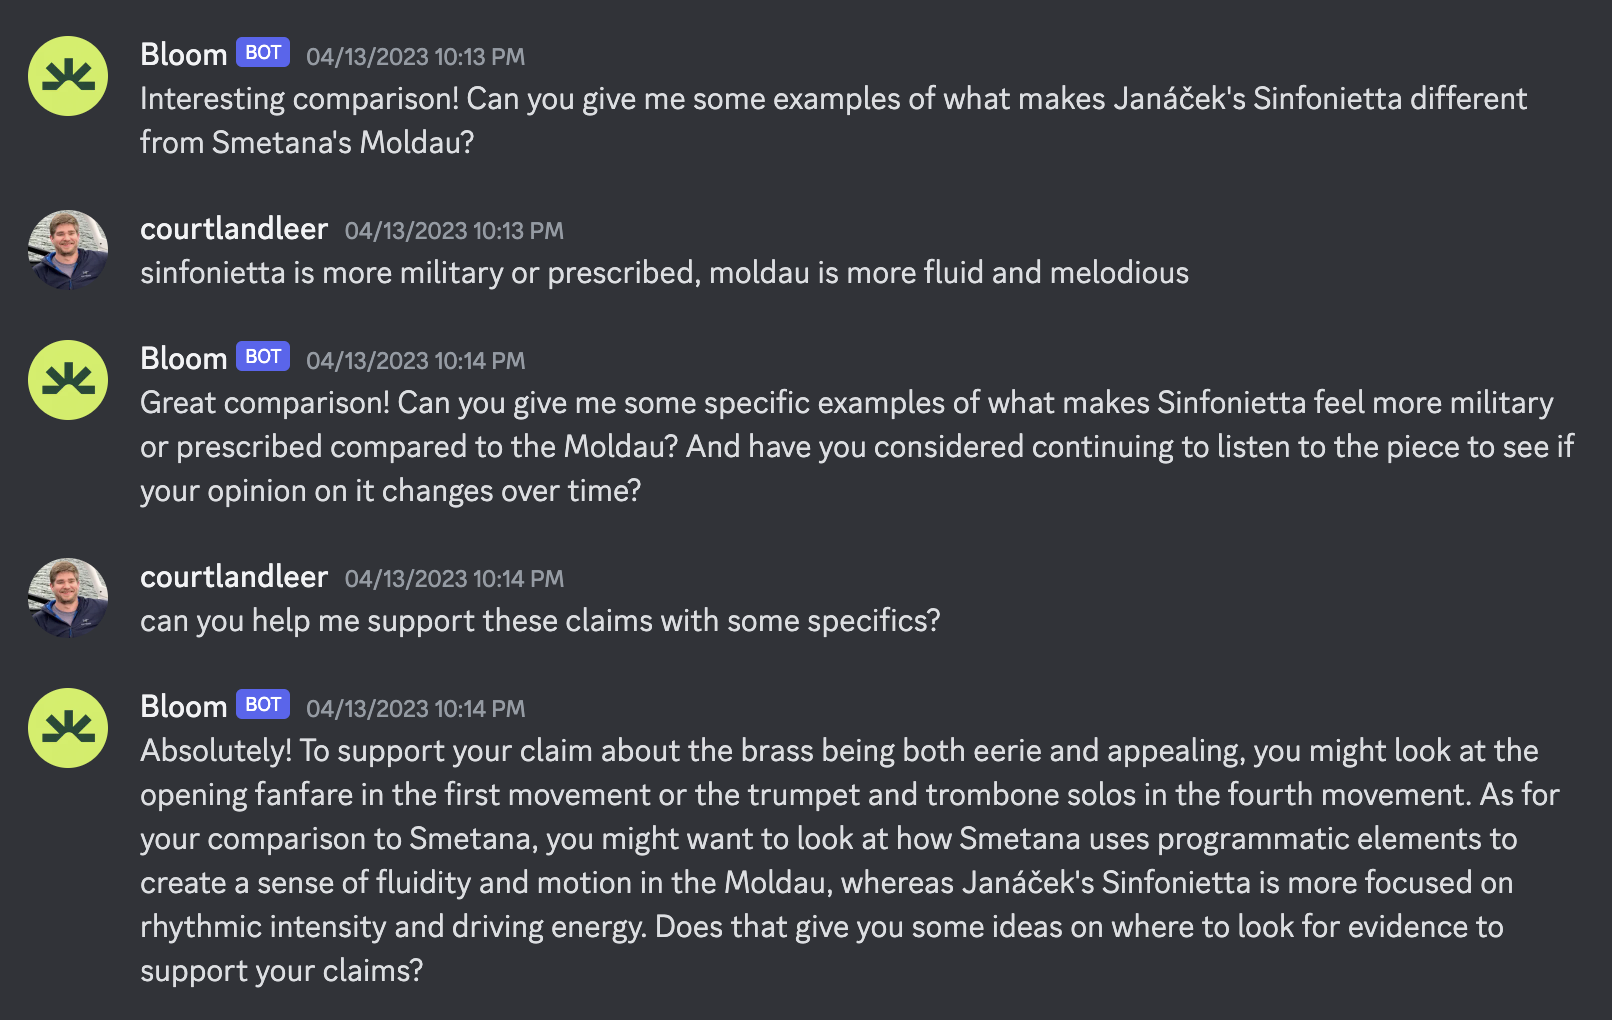 Bloom BOT 04/13/2023 10:13 PM
Interesting comparison! Can you give me some examples of what makes Janáček's Sinfonietta different
from Smetana's Moldau?
courtlandleer 04/13/2023 10:13 PM
sinfonietta is more military or prescribed, moldau is more fluid and melodious
Bloom BOT 04/13/2023 10:14 PM
Great comparison! Can you give me some specific examples of what makes Sinfonietta feel more military
or prescribed compared to the Moldau? And have you considered continuing to listen to the piece to see if
your opinion on it changes over time?
courtlandleer 04/13/2023 10:14 PM
can you help me support these claims with some specifics?
Bloom BOT 04/13/2023 10:14 PM
Absolutely! To support your claim about the brass being both eerie and appealing, you might look at the
opening fanfare in the first movement or the trumpet and trombone solos in the fourth movement. As for
your comparison to Smetana, you might want to look at how Smetana uses programmatic elements to
create a sense of fluidity and motion in the Moldau, whereas Janáček's Sinfonietta is more focused on
rhythmic intensity and driving energy. Does that give you some ideas on where to look for evidence to
support your claims?